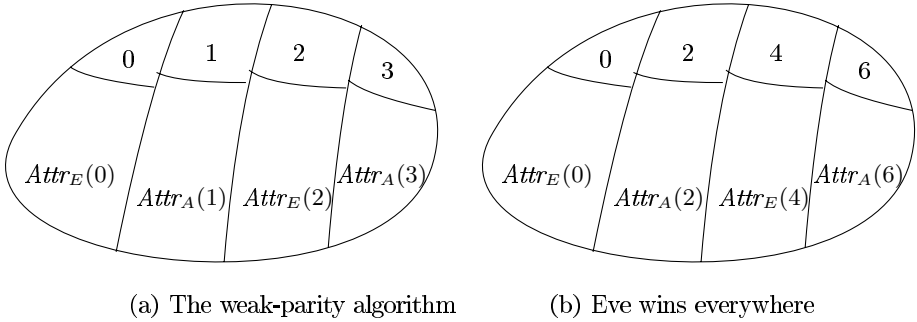 0 1 2 3
Attr_E(0) Attr_A(1) Attr_E(2) Attr_A(3)
(a) The weak-parity algorithm
0 2 4 6
Attr_E(0) Attr_A(2) Attr_E(4) Attr_A(6)
(b) Eve wins everywhere